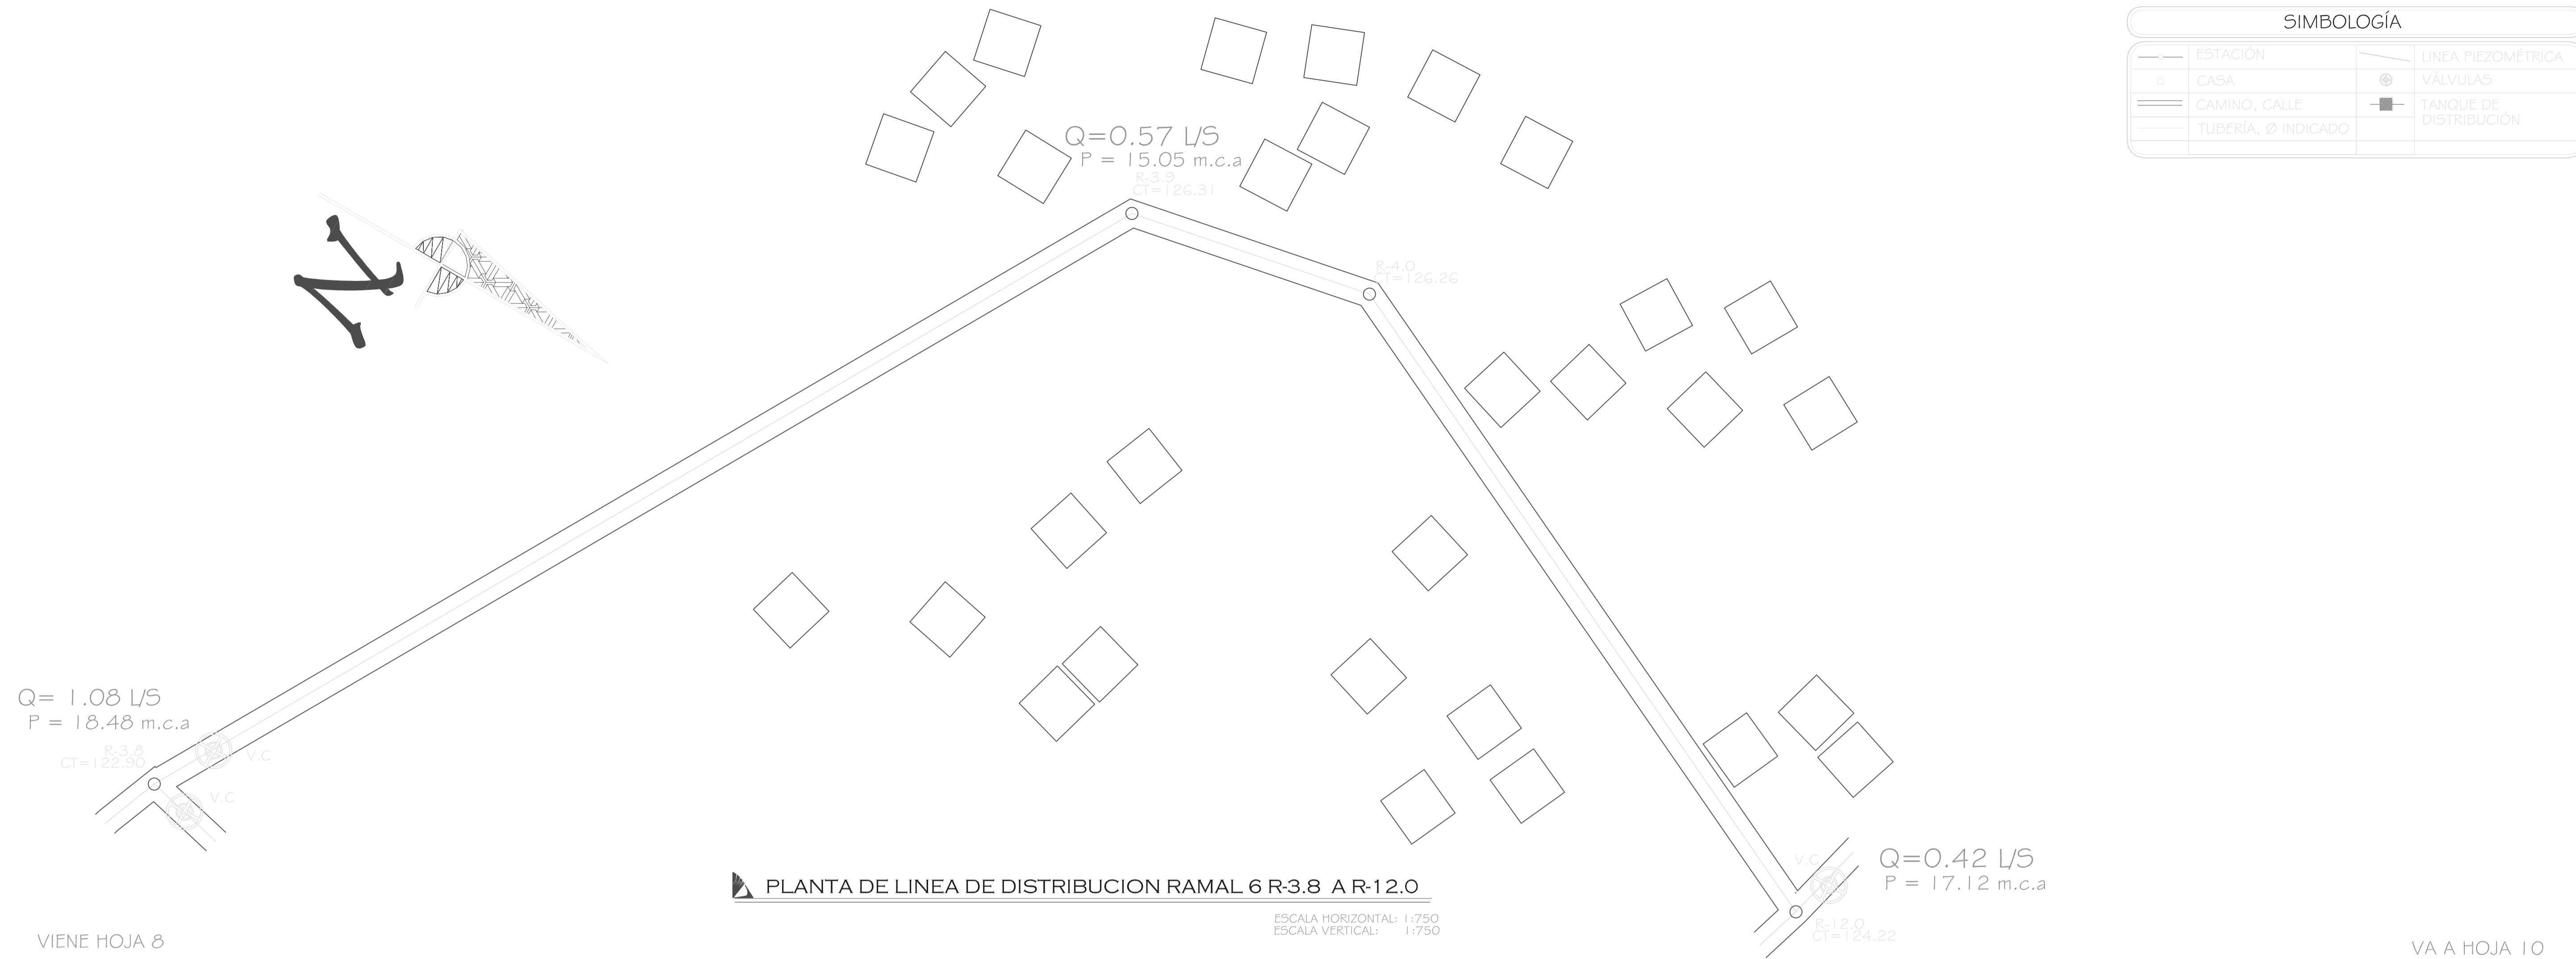 SIMBOLOGÍA
ESTACIÓN
LINEA PIEZOMÉTRICA
CASA
VÁLVULAS
CAMINO, CALLE
TANQUE DE
DISTRIBUCIÓN
TUBERÍA, Ø INDICADO
Q=0.57 L/S
P = 15.05 m.c.a
R-3.9
CT=126.31
R-4.0
CT=126.26
N
Q= 1.08 L/S
P = 18.48 m.c.a
R-3.8
CT=122.90
V.C
V.C
V.C
Q=0.42 L/S
P = 17.12 m.c.a
R-12.0
CT=124.22
PLANTA DE LINEA DE DISTRIBUCION RAMAL 6 R-3.8 A R-12.0
ESCALA HORIZONTAL: 1:750
ESCALA VERTICAL: 1:750
VIENE HOJA 8
VA A HOJA 10